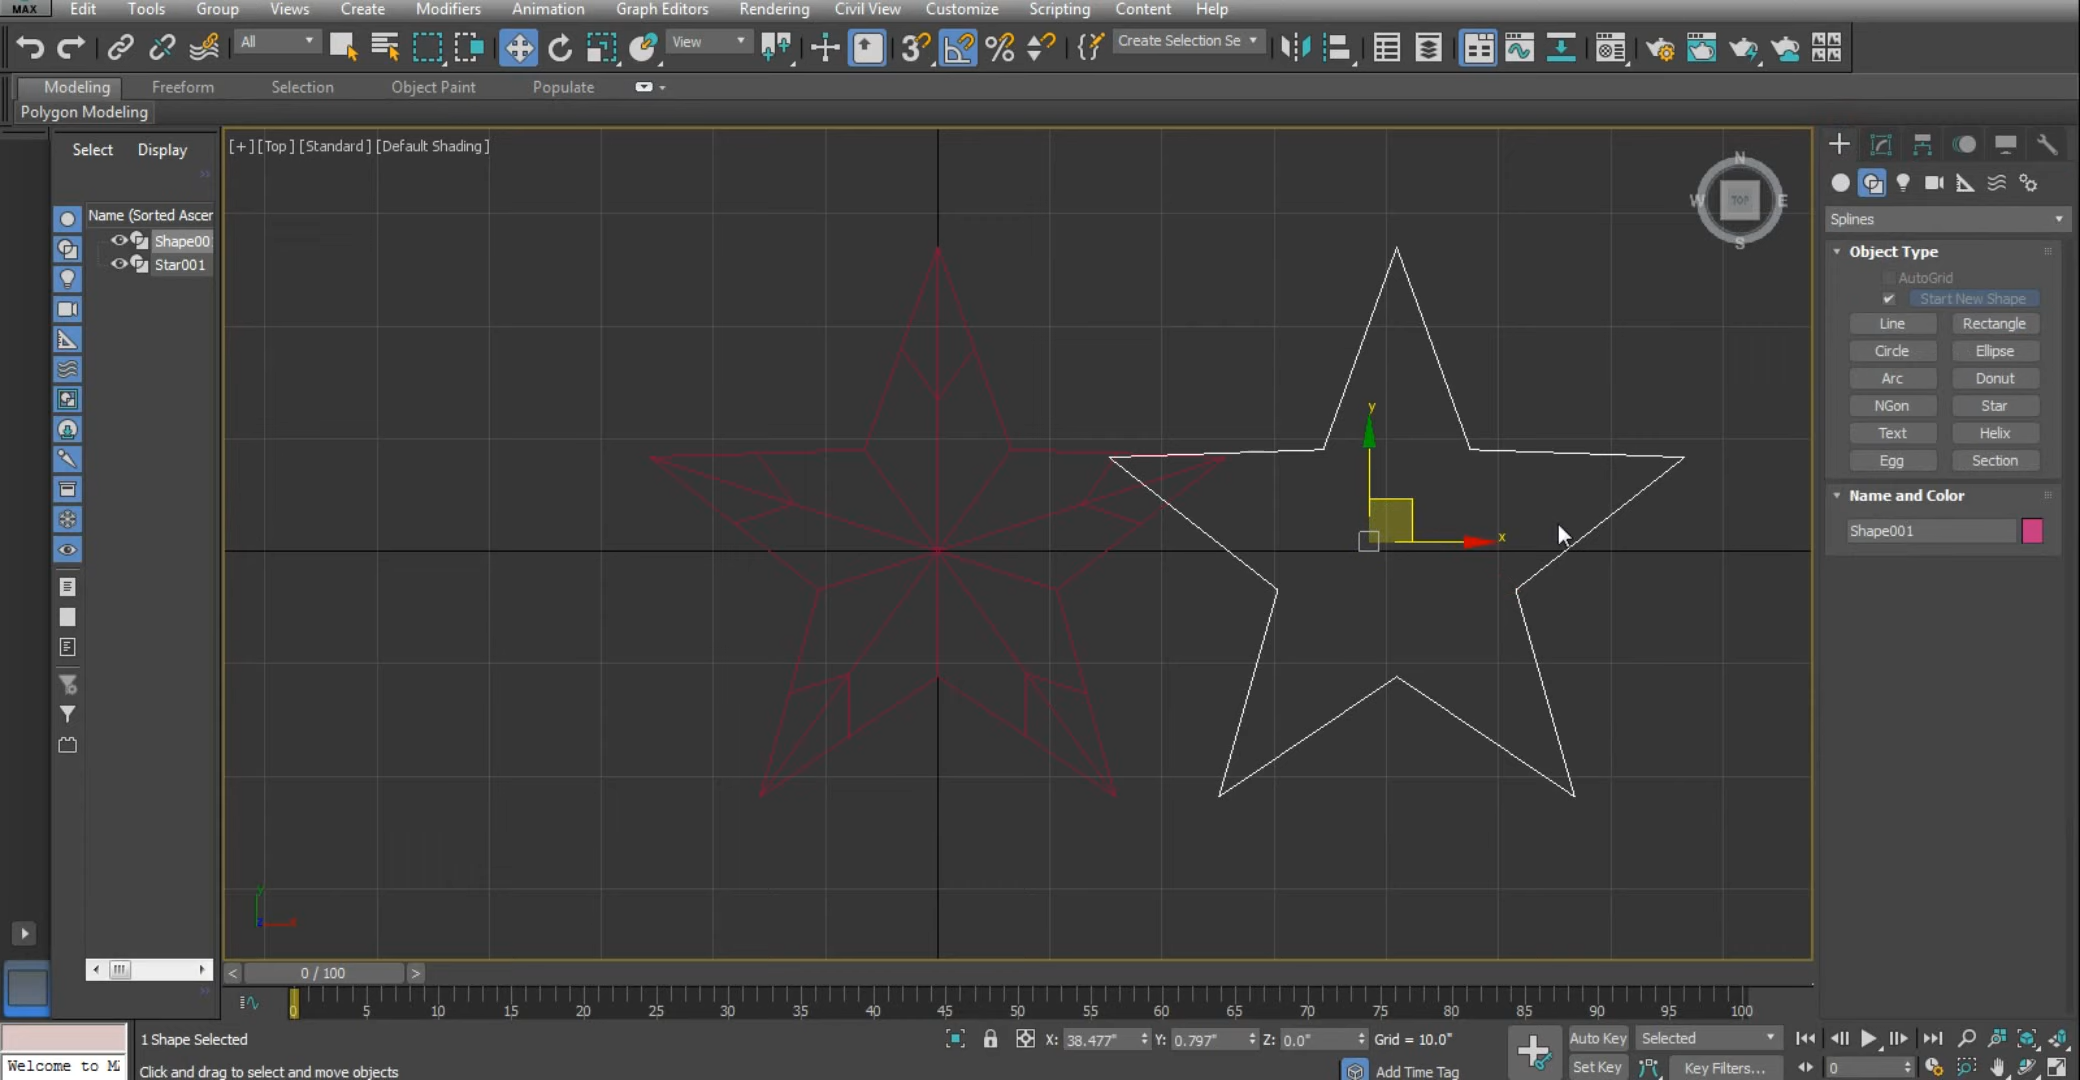 MAX Edit Tools Group Views Create Modifiers Animation Graph Editors Rendering Civil View Customize Scripting Content Help
All View 3 Create Selection Se
Modeling Freeform Selection Object Paint Populate
Polygon Modeling
Select Display
Name (Sorted Ascer
Shape00
Star001
[+] [Top] [Standard] [Default Shading]
N
W TOP E
S
y
x
y
z x
Splines
Object Type
AutoGrid
Start New Shape
Line Rectangle
Circle Ellipse
Arc Donut
NGon Star
Text Helix
Egg Section
Name and Color
Shape001
< 0 / 100 >
0 5 10 15 20 25 30 35 40 45 50 55 60 65 70 75 80 85 90 95 100
1 Shape Selected X: 38.477" Y: 0.797" Z: 0.0" Grid = 10.0" Auto Key Selected
Welcome to Click and drag to select and move objects Add Time Tag Set Key Key Filters... 0